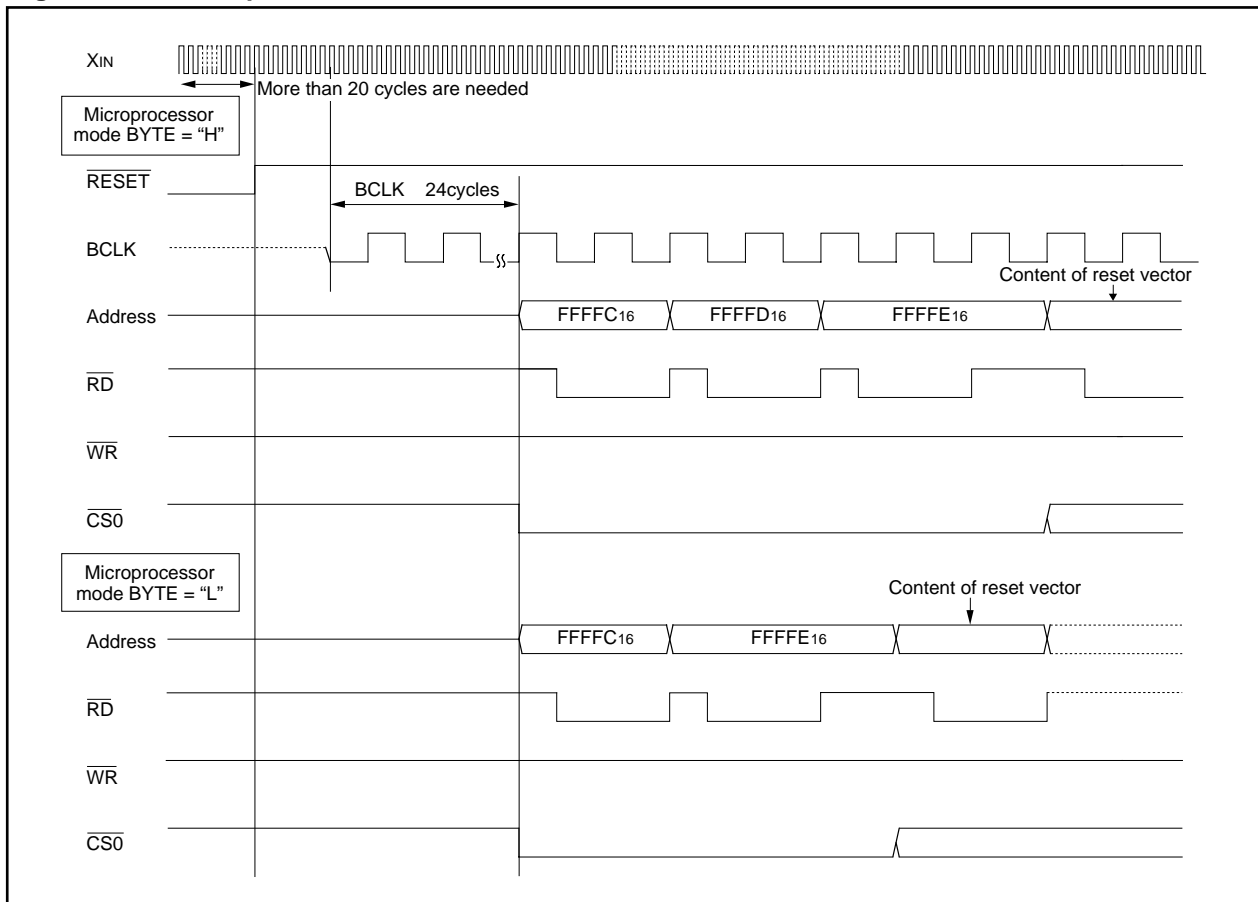 XIN
More than 20 cycles are needed
Microprocessor
mode BYTE = “H”
RESET
BCLK 24cycles
BCLK
Content of reset vector
Address FFFFC16 FFFFD16 FFFFE16
RD
WR
CS0
Microprocessor
mode BYTE = “L”
Content of reset vector
Address FFFFC16 FFFFE16
RD
WR
CS0